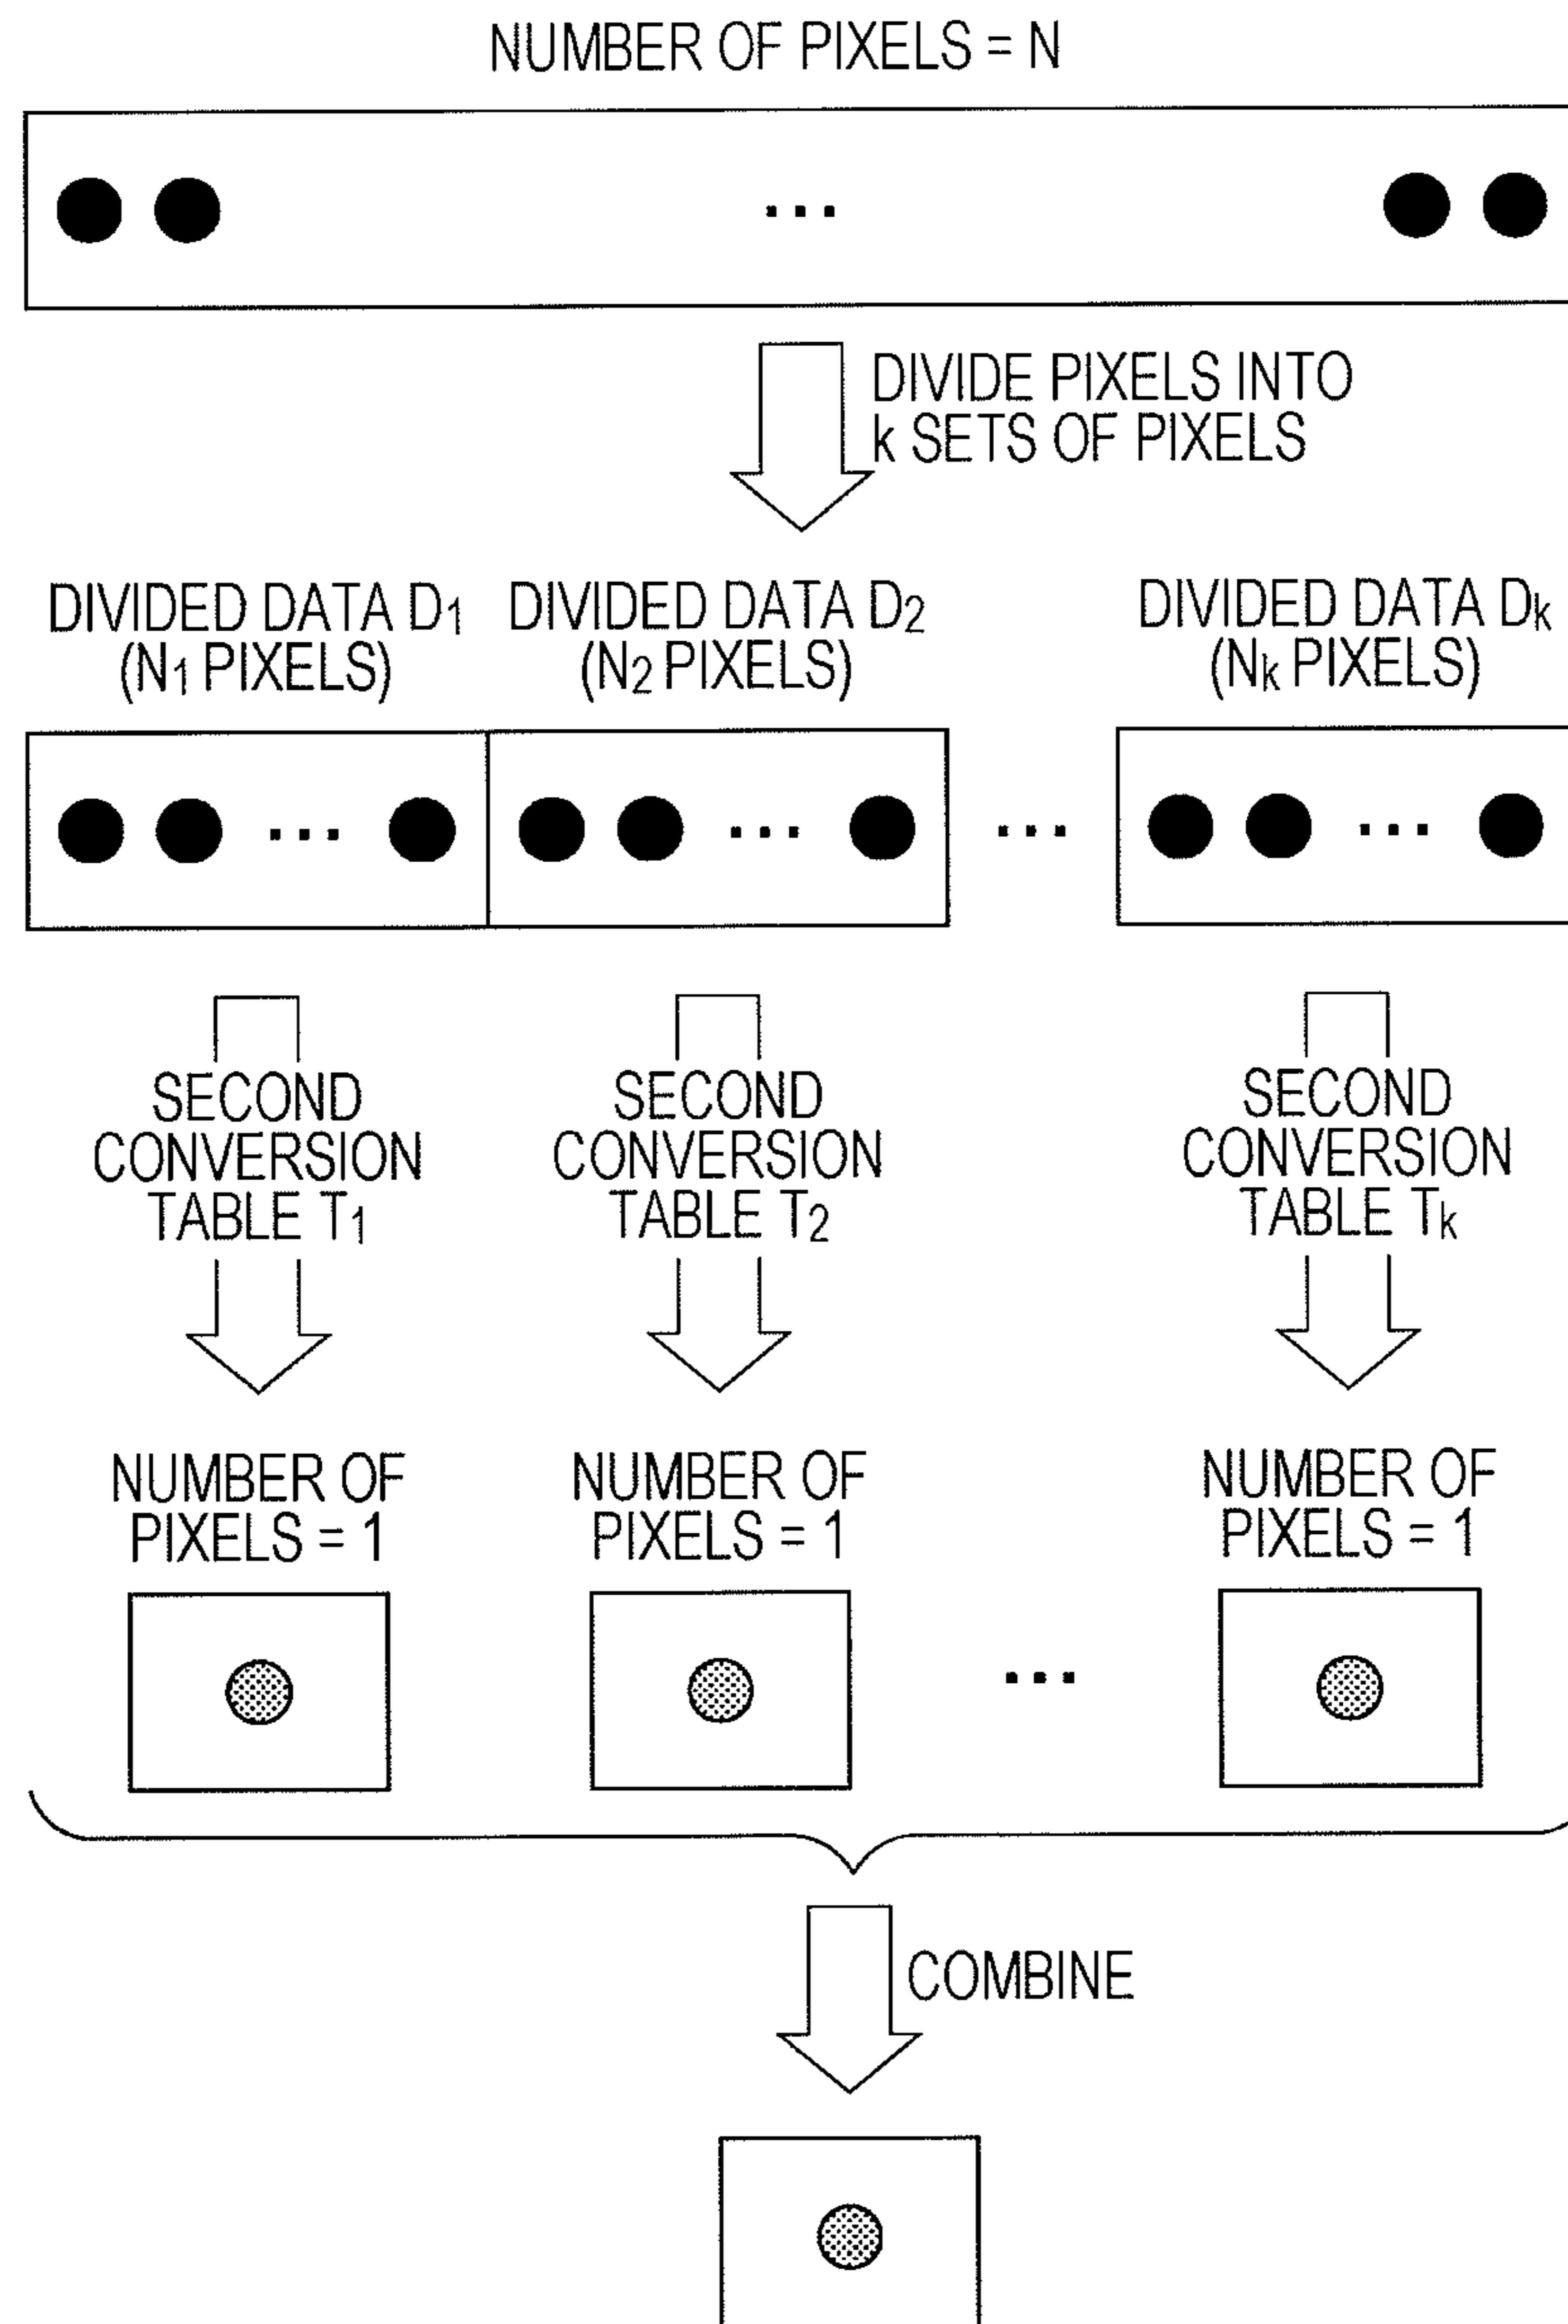 NUMBER OF PIXELS = N
...
DIVIDE PIXELS INTO
k SETS OF PIXELS
DIVIDED DATA D1 DIVIDED DATA D2 DIVIDED DATA Dk
(N1 PIXELS) (N2 PIXELS) (Nk PIXELS)
... ... ... ...
SECOND SECOND SECOND
CONVERSION CONVERSION CONVERSION
TABLE T1 TABLE T2 TABLE Tk
NUMBER OF NUMBER OF NUMBER OF
PIXELS = 1 PIXELS = 1 PIXELS = 1
...
COMBINE